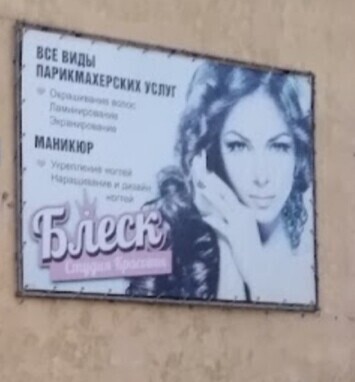 ВСЕ ВИДЫ
ПАРИКМАХЕРСКИХ УСЛУГ
Окрашивание волос
Ламинирование
Экранирование
МАНИКЮР
Укрепление ногтей
Наращивание и дизайн
ногтей
Блеск
Студия Красоты